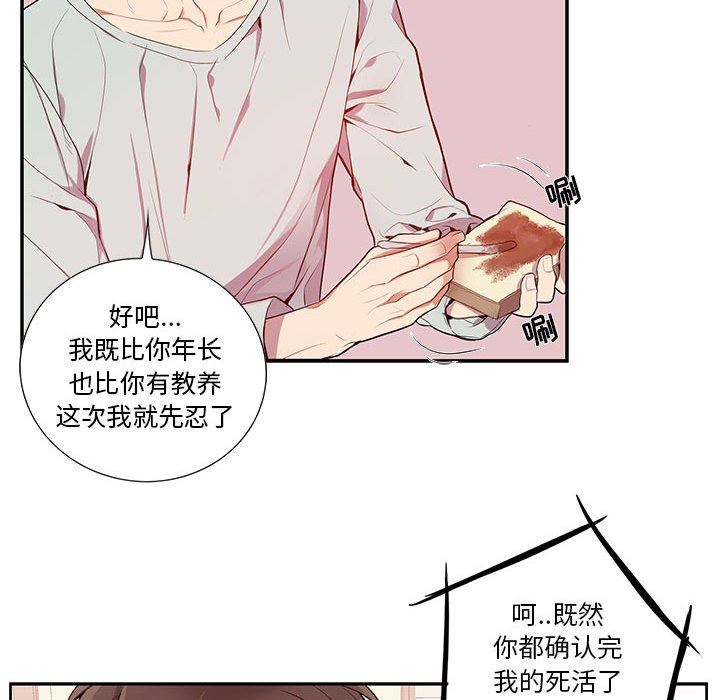 唰
唰
好吧...
我既比你年长
也比你有教养
这次我就先忍了
呵..既然
你都确认完
我的死活了